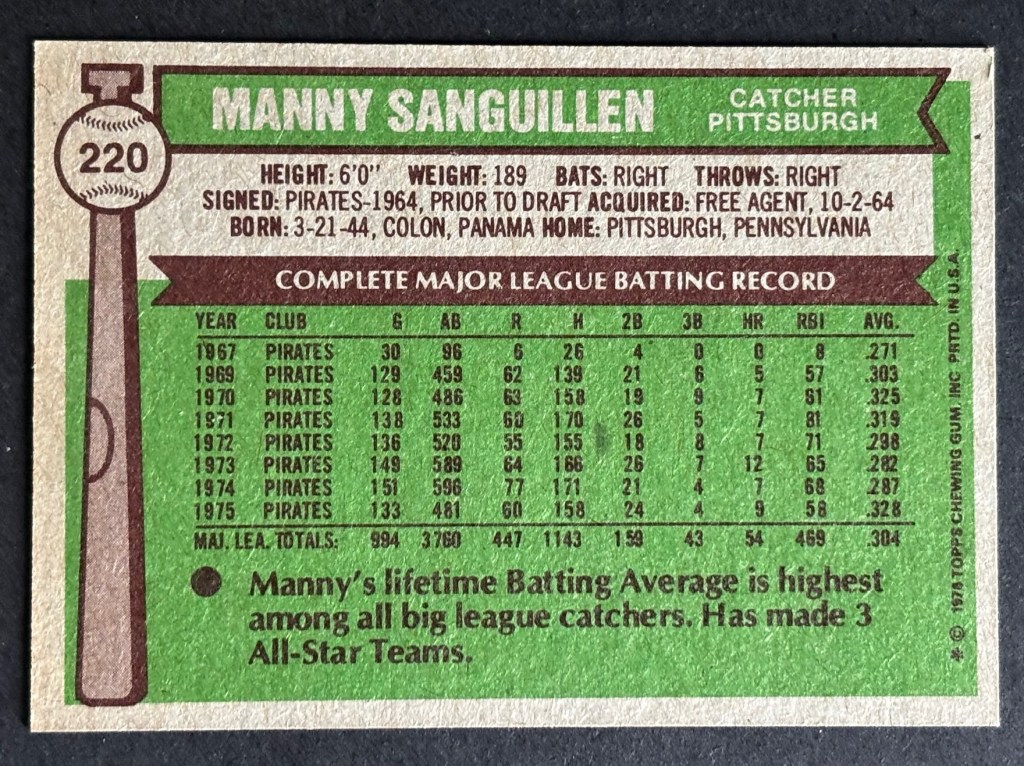 220
MANNY SANGUILLEN
CATCHER
PITTSBURGH
HEIGHT: 6'0" WEIGHT: 189 BATS: RIGHT THROWS: RIGHT
SIGNED: PIRATES-1964, PRIOR TO DRAFT ACQUIRED: FREE AGENT, 10-2-64
BORN: 3-21-44, COLON, PANAMA HOME: PITTSBURGH, PENNSYLVANIA
COMPLETE MAJOR LEAGUE BATTING RECORD
YEAR CLUB G AB R H 2B 3B HR RBI AVG.
1967 PIRATES 30 96 6 26 4 0 0 8 .271
1969 PIRATES 129 459 62 139 21 6 5 57 .303
1970 PIRATES 128 486 63 158 19 9 7 61 .325
1971 PIRATES 138 533 60 170 26 5 7 81 .319
1972 PIRATES 136 520 55 155 18 8 7 71 .298
1973 PIRATES 149 589 64 166 26 7 12 65 .282
1974 PIRATES 151 596 77 171 21 4 7 68 .287
1975 PIRATES 133 481 60 158 24 4 9 58 .328
MAJ. LEA. TOTALS: 994 3760 447 1143 159 43 54 469 .304
● Manny's lifetime Batting Average is highest
among all big league catchers. Has made 3
All-Star Teams.
* © 1976 TOPPS CHEWING GUM, INC. PRTD. IN U.S.A.